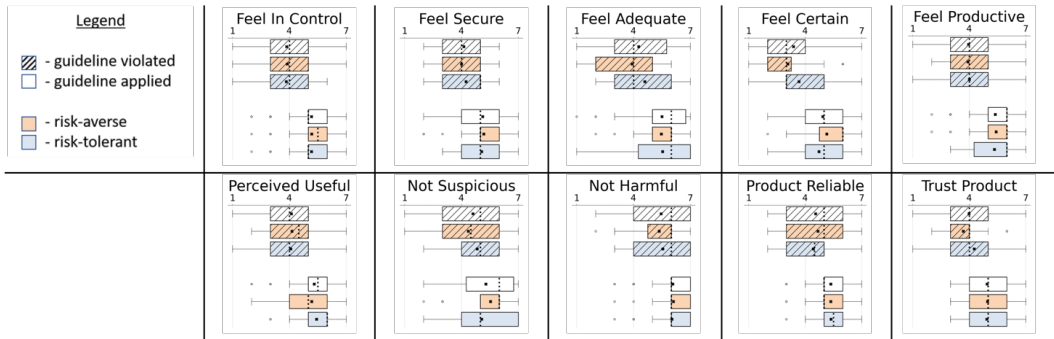 Legend
- guideline violated
- guideline applied
- risk-averse
- risk-tolerant
Feel In Control
1 4 7
Feel Secure
1 4 7
Feel Adequate
1 4 7
Feel Certain
1 4 7
Feel Productive
1 4 7
Perceived Useful
1 4 7
Not Suspicious
1 4 7
Not Harmful
1 4 7
Product Reliable
1 4 7
Trust Product
1 4 7